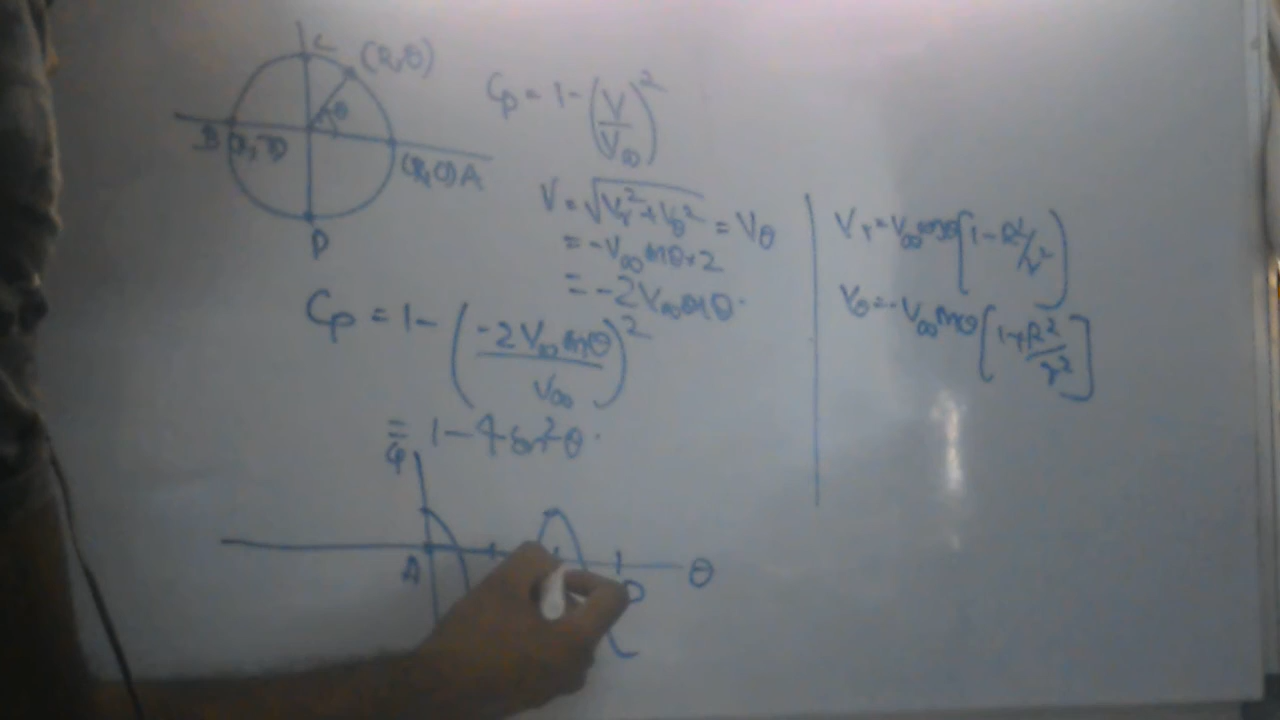 C (R,θ)
θ
B (R, π) (R, 0) A
D
Cp = 1 - (V/V∞)²
V = √(Vr² + Vθ²) = Vθ
= -V∞ sinθ × 2
= -2V∞ sinθ.
Cp = 1 - (-2V∞ sinθ / V∞)²
= 1 - 4 sin²θ.
Cp
A D θ
Vr = V∞ cosθ [1 - R²/r²]
Vθ = -V∞ sinθ [1 + R²/r²]